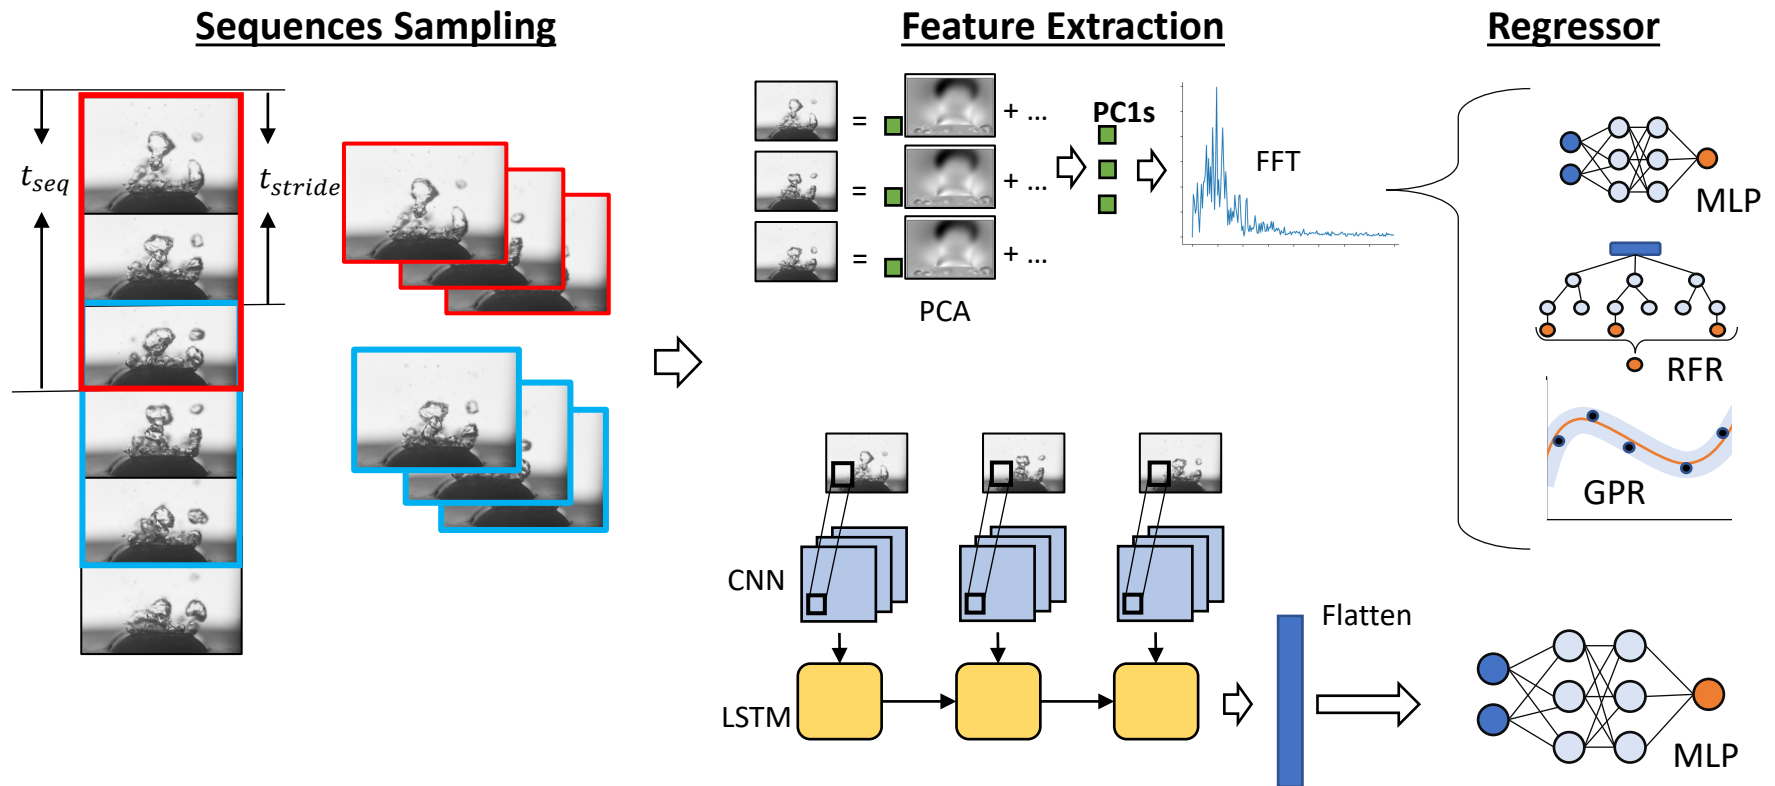 Sequences Sampling
Feature Extraction
Regressor
t_seq
t_stride
= + ...
= + ...
= + ...
PCA
PC1s
FFT
MLP
RFR
GPR
CNN
LSTM
Flatten
MLP